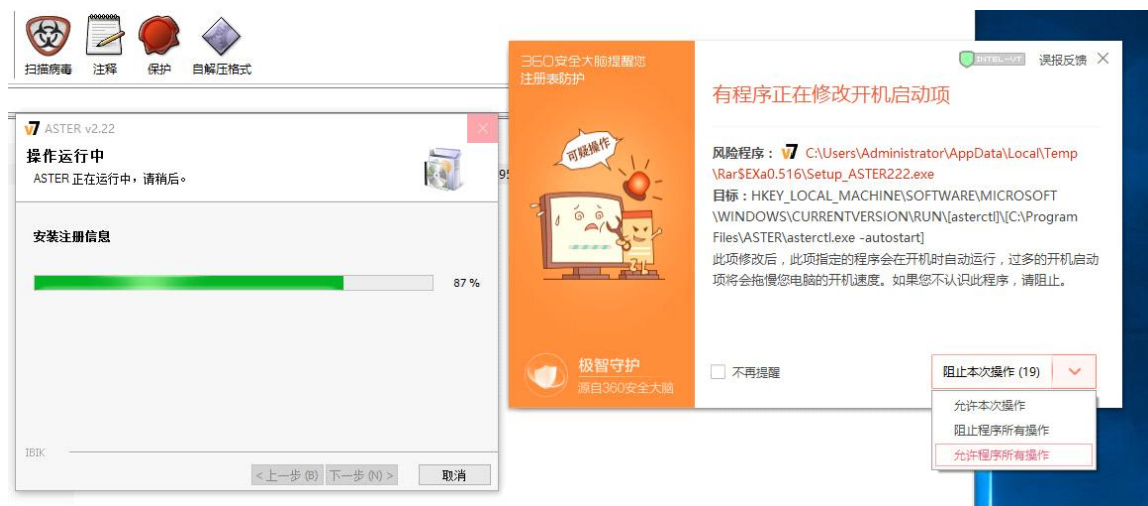 扫描病毒 注释 保护 自解压格式
V7 ASTER v2.22
操作运行中
ASTER 正在运行中，请稍后。
安装注册信息
87 %
IBIK
<上一步(B) 下一步(N)> 取消
360安全大脑提醒您
注册表防护
可疑操作
极智守护
源自360安全大脑
INTEL-VT 误报反馈
有程序正在修改开机启动项
风险程序： V7 C:\Users\Administrator\AppData\Local\Temp
\Rar$EXa0.516\Setup_ASTER222.exe
目标：HKEY_LOCAL_MACHINE\SOFTWARE\MICROSOFT
\WINDOWS\CURRENTVERSION\RUN\[asterctl]\[C:\Program
Files\ASTER\asterctl.exe -autostart]
此项修改后，此项指定的程序会在开机时自动运行，过多的开机启动
项将会拖慢您电脑的开机速度。如果您不认识此程序，请阻止。
不再提醒
阻止本次操作 (19)
允许本次操作
阻止程序所有操作
允许程序所有操作